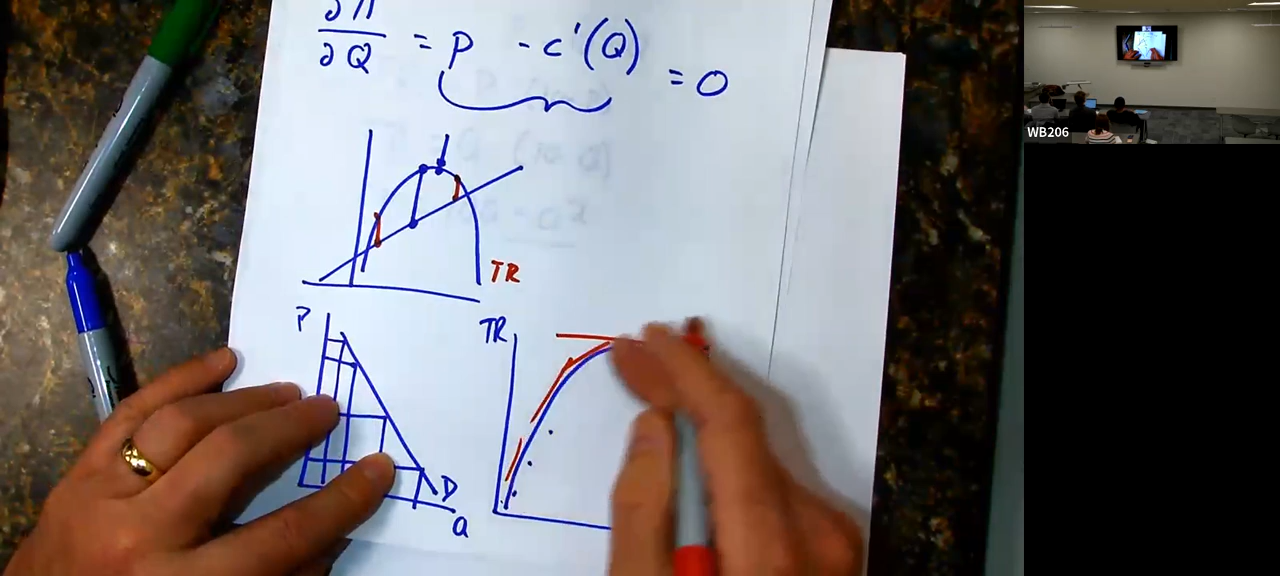 ∂π
∂Q
= p - c'(Q) = 0
TR
P
D
Q
TR
WB206